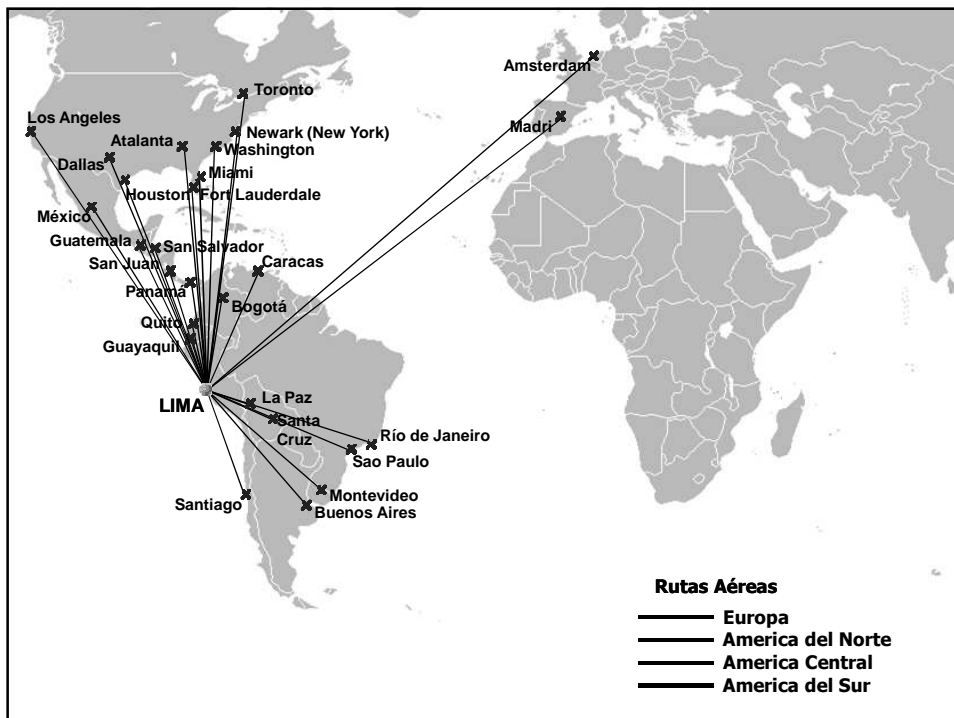 Amsterdam
Toronto
Los Angeles
Madri
Newark (New York)
Atalanta
Washington
Dallas
Miami
Houston
Fort Lauderdale
México
Guatemala
San Salvador
San Juan
Caracas
Panamá
Bogotá
Quito
Guayaquil
LIMA
La Paz
Santa
Cruz
Río de Janeiro
Sao Paulo
Santiago
Montevideo
Buenos Aires
Rutas Aéreas
Europa
America del Norte
America Central
America del Sur